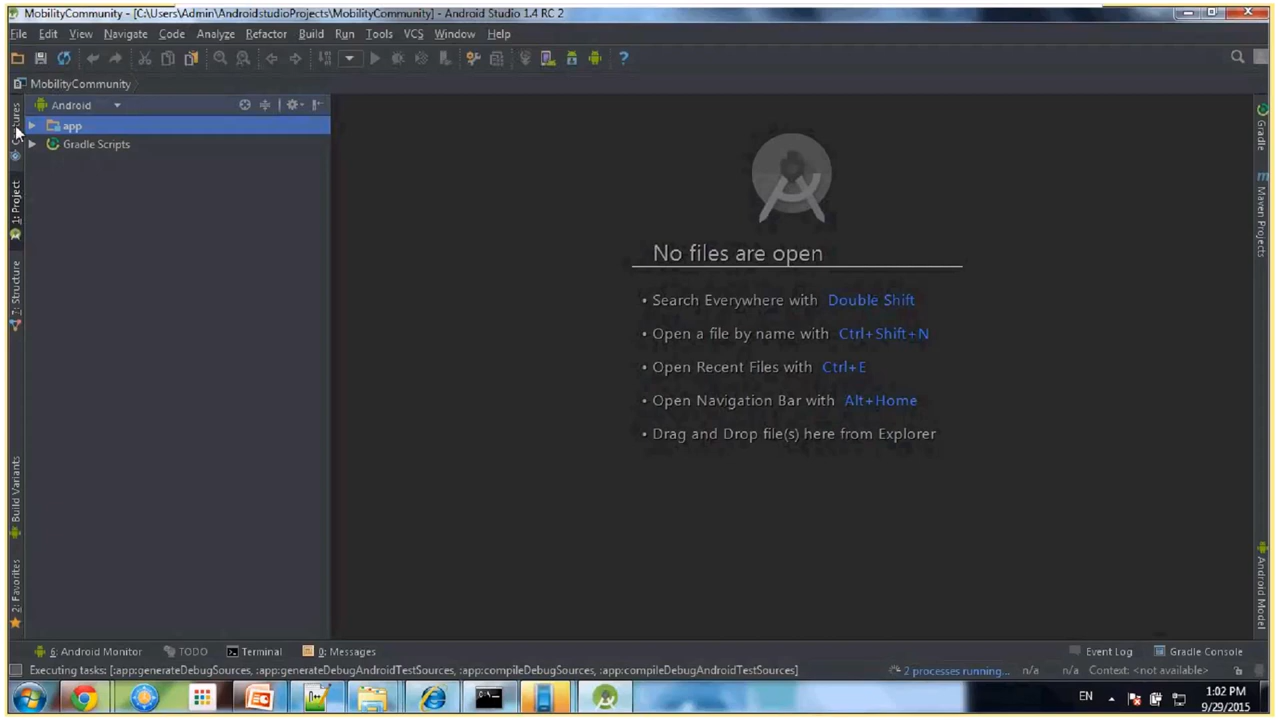 MobilityCommunity - [C:\Users\Admin\AndroidstudioProjects\MobilityCommunity] - Android Studio 1.4 RC 2
File Edit View Navigate Code Analyze Refactor Build Run Tools VCS Window Help
MobilityCommunity
Android
app
Gradle Scripts
1: Project
7: Structure
Build Variants
2: Favorites
No files are open
• Search Everywhere with Double Shift
• Open a file by name with Ctrl+Shift+N
• Open Recent Files with Ctrl+E
• Open Navigation Bar with Alt+Home
• Drag and Drop file(s) here from Explorer
Gradle
Maven Projects
Android Model
6: Android Monitor TODO Terminal 0: Messages Event Log Gradle Console
Executing tasks: [:app:generateDebugSources, :app:generateDebugAndroidTestSources, :app:compileDebugSources, :app:compileDebugAndroidTestSources] 2 processes running... n/a n/a Context: <not available>
EN 1:02 PM
9/29/2015